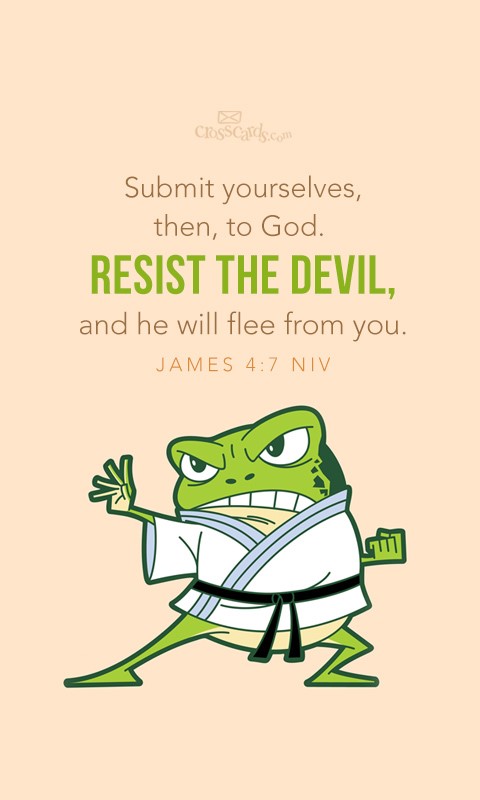 crosscards.com
Submit yourselves,
then, to God.
RESIST THE DEVIL,
and he will flee from you.
JAMES 4:7 NIV